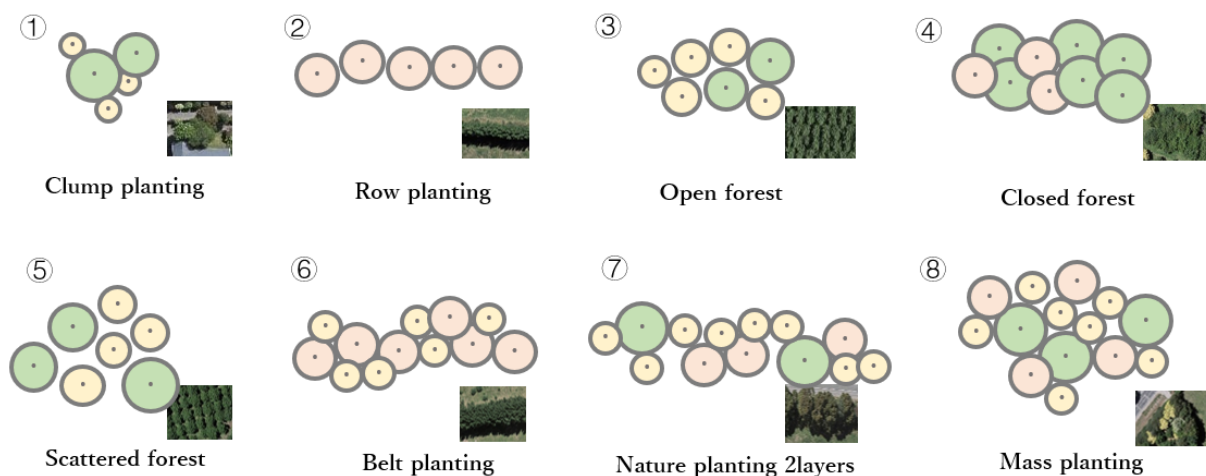 ①
②
③
④
Clump planting
Row planting
Open forest
Closed forest
⑤
⑥
⑦
⑧
Scattered forest
Belt planting
Nature planting 2layers
Mass planting